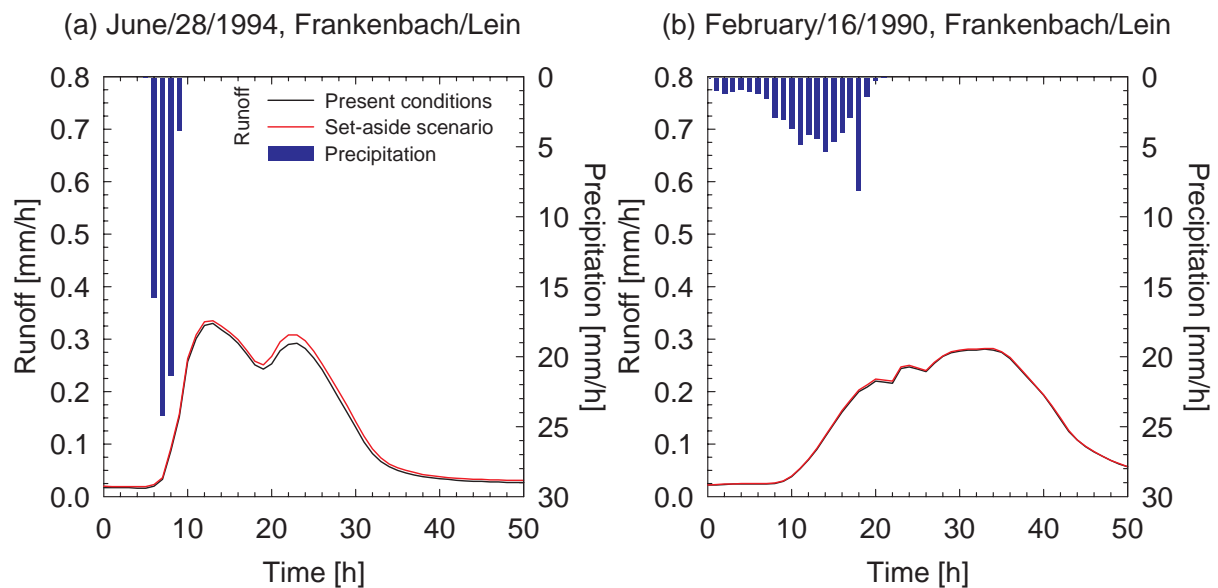 (a) June/28/1994, Frankenbach/Lein
0.8
0.7
0.6
0.5
0.4
0.3
0.2
0.1
0.0
Runoff [mm/h]
0
5
10
15
20
25
30
Precipitation [mm/h]
Runoff
Present conditions
Set-aside scenario
Precipitation
0 10 20 30 40 50
Time [h]
(b) February/16/1990, Frankenbach/Lein
0.8
0.7
0.6
0.5
0.4
0.3
0.2
0.1
0.0
Runoff [mm/h]
0
5
10
15
20
25
30
Precipitation [mm/h]
0 10 20 30 40 50
Time [h]